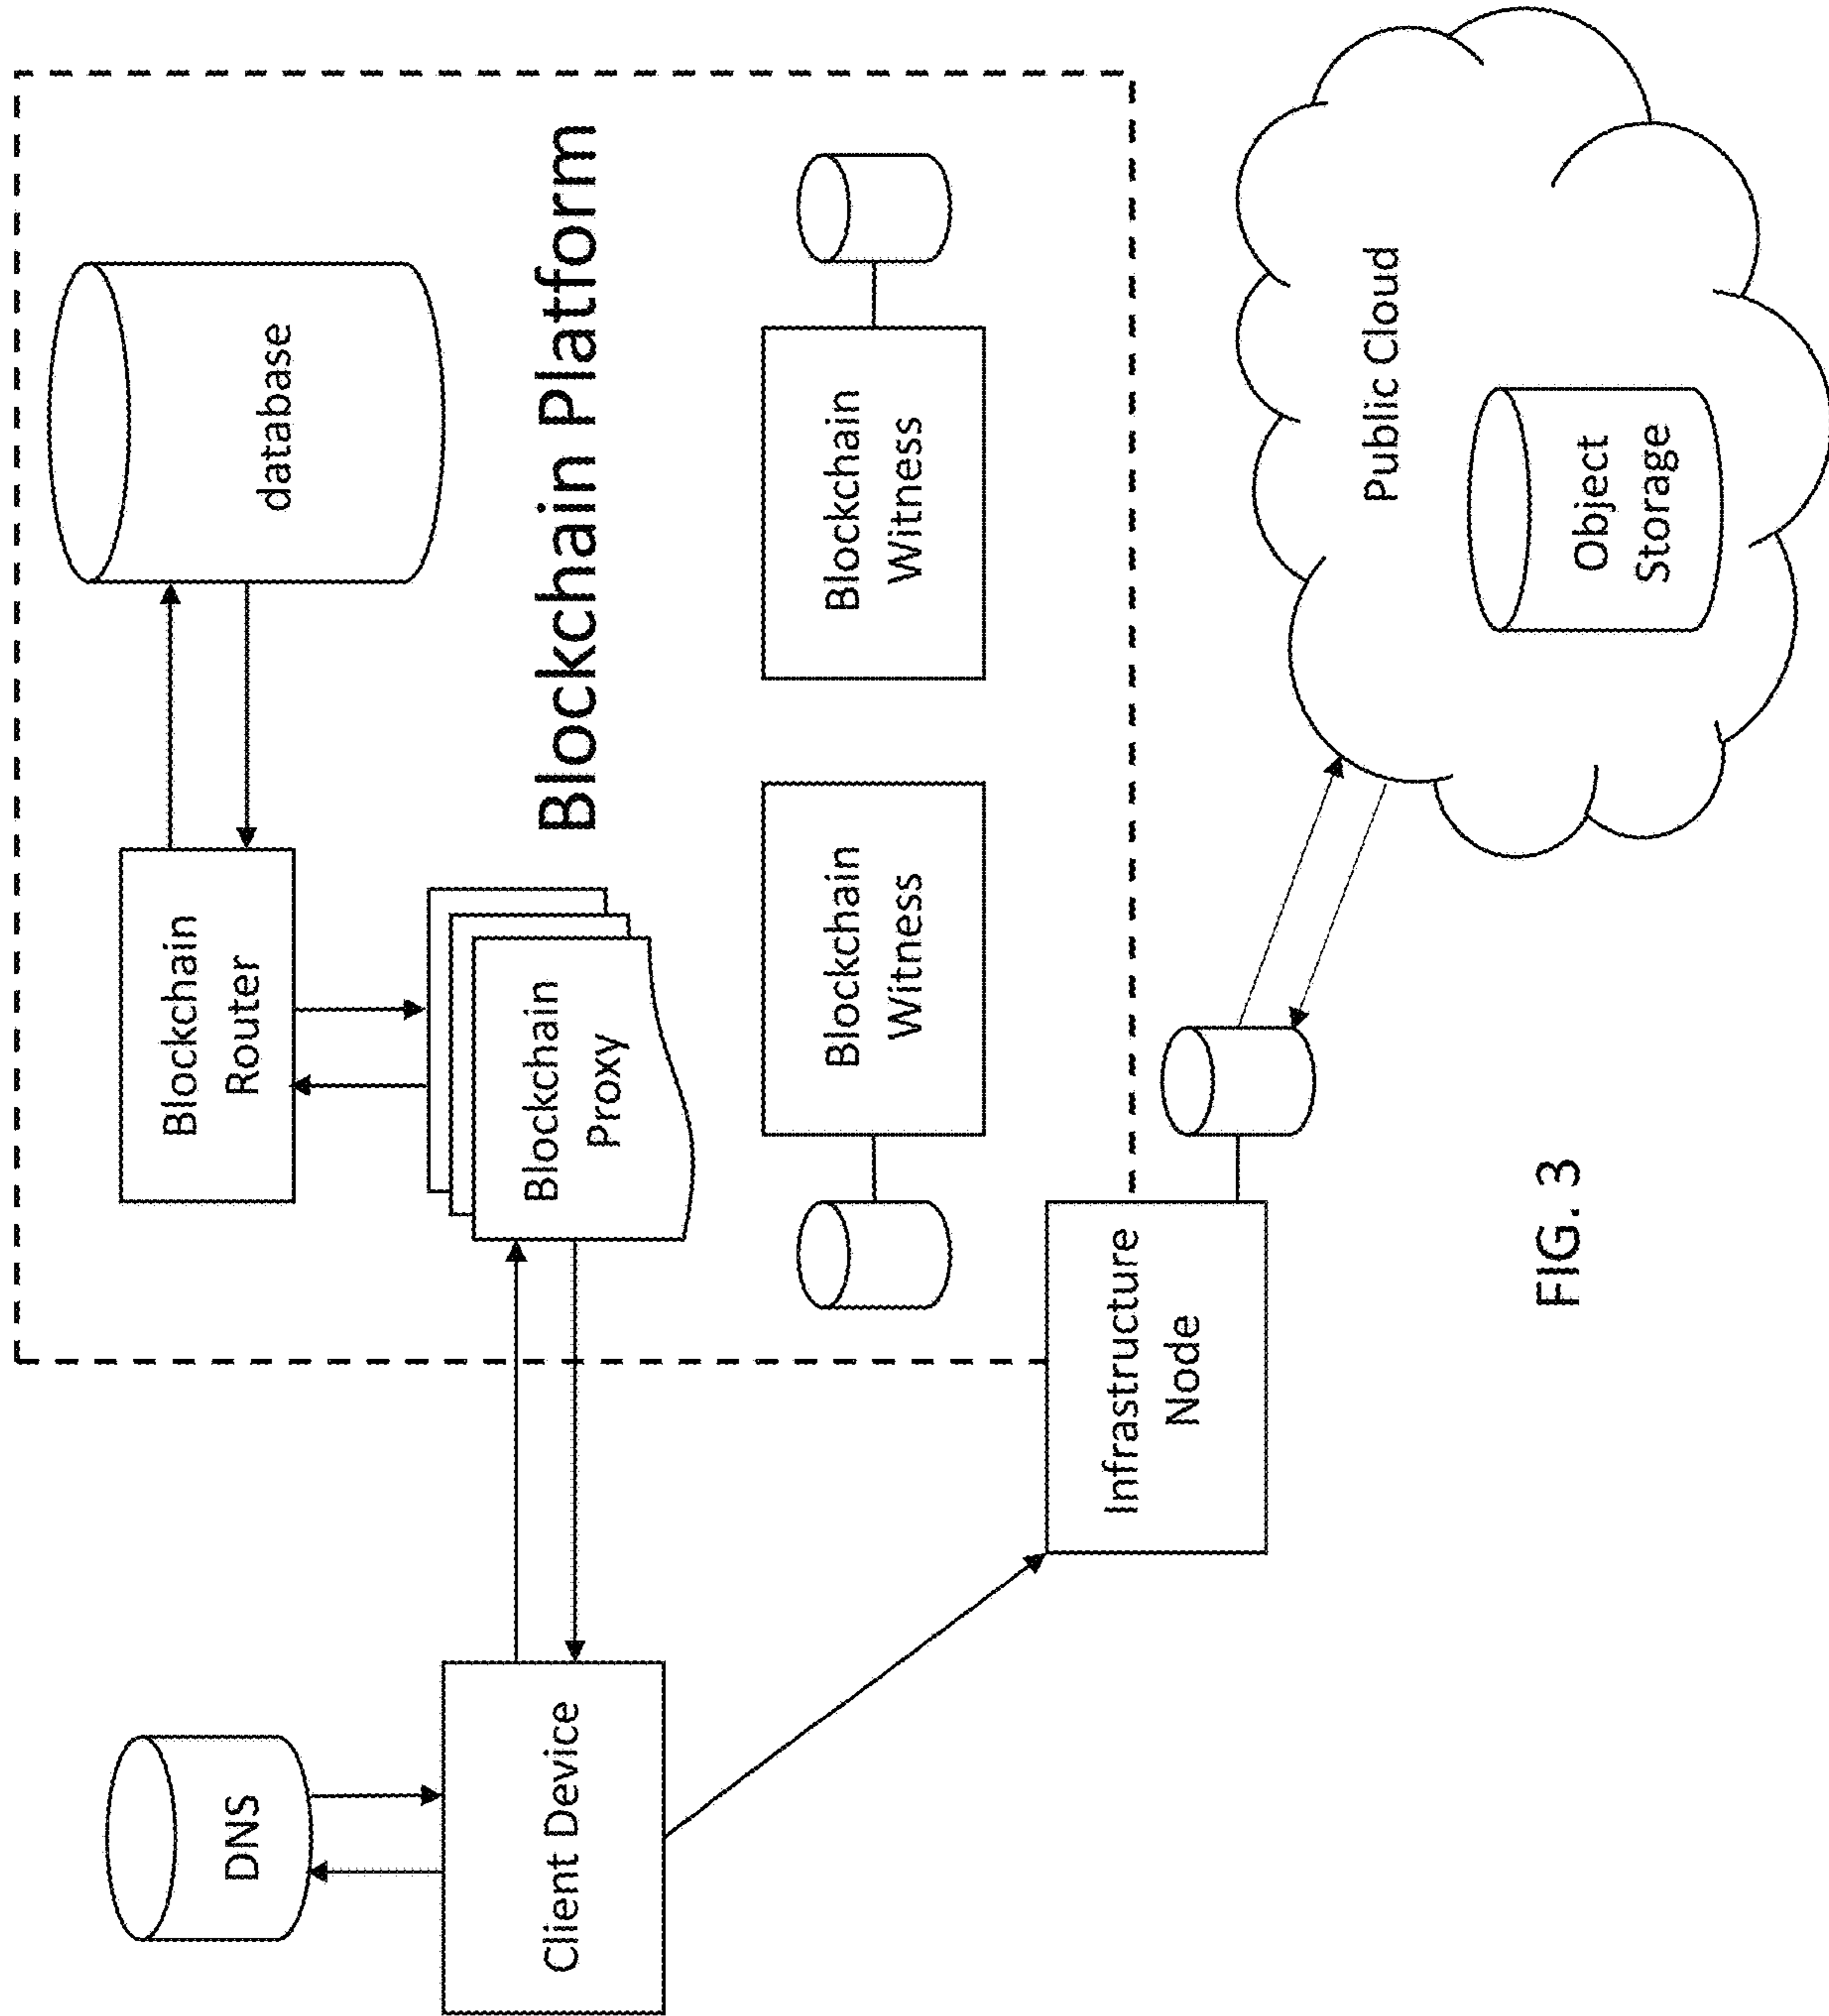 DNS
Client Device
Blockchain
Router
database
Blockchain
Proxy
Blockchain Platform
Blockchain
Witness
Blockchain
Witness
Infrastructure
Node
Public Cloud
Object
Storage
FIG. 3